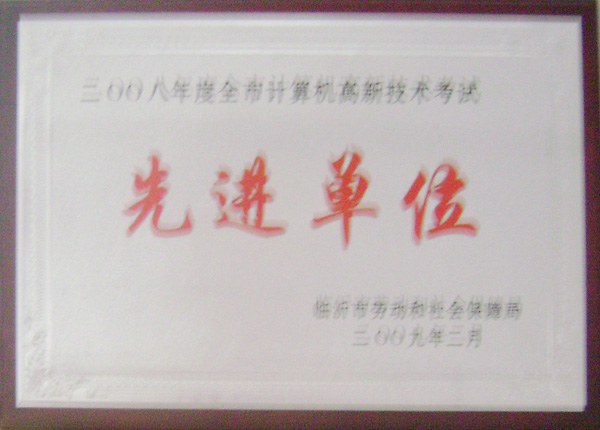 二〇〇八年度全市计算机高新技术考试
先进单位
临沂市劳动和社会保障局
二〇〇九年三月